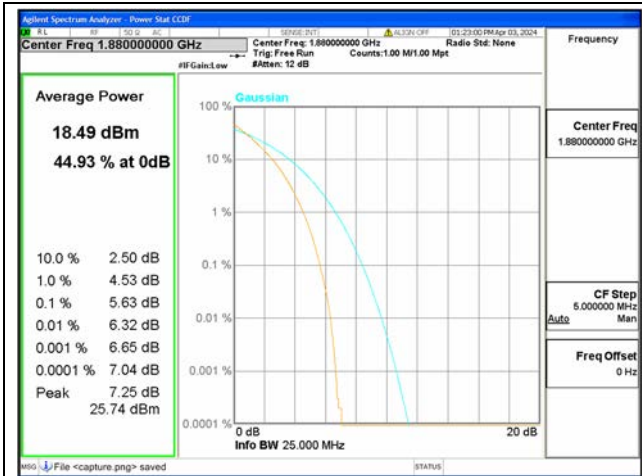 Agilent Spectrum Analyzer - Power Stat CCDF
RL RF 50 Ω AC SENSE:INT ALIGN OFF 01:23:00 PM Apr 03, 2024
Center Freq 1.880000000 GHz
Center Freq: 1.880000000 GHz Radio Std: None
Trig: Free Run Counts:1.00 M/1.00 Mpt
#IFGain:Low #Atten: 12 dB
Frequency
Average Power
18.49 dBm
44.93 % at 0dB
10.0 % 2.50 dB
1.0 % 4.53 dB
0.1 % 5.63 dB
0.01 % 6.32 dB
0.001 % 6.65 dB
0.0001 % 7.04 dB
Peak 7.25 dB
25.74 dBm
Gaussian
100 %
10 %
1 %
0.1 %
0.01 %
0.001 %
0.0001 %
0 dB 20 dB
Info BW 25.000 MHz
Center Freq
1.880000000 GHz
CF Step
5.000000 MHz
Auto Man
Freq Offset
0 Hz
MSG File <capture.png> saved STATUS